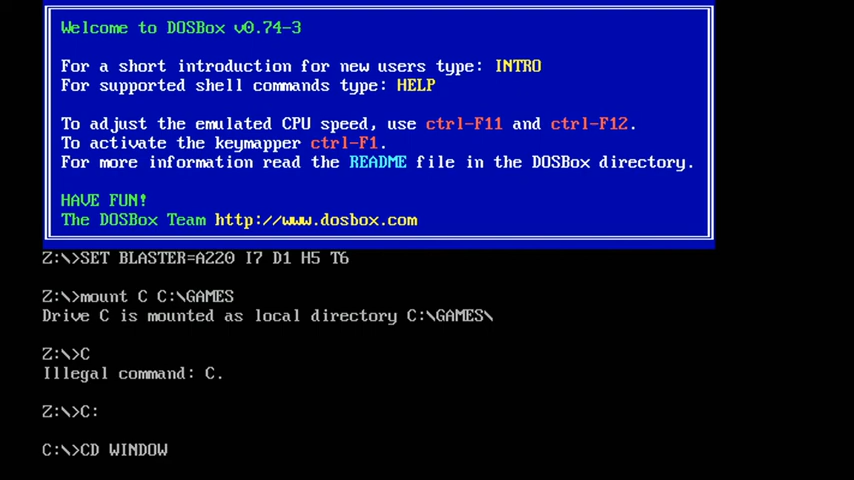 Welcome to DOSBox v0.74-3
For a short introduction for new users type: INTRO
For supported shell commands type: HELP
To adjust the emulated CPU speed, use ctrl-F11 and ctrl-F12.
To activate the keymapper ctrl-F1.
For more information read the README file in the DOSBox directory.
HAVE FUN!
The DOSBox Team http://www.dosbox.com
Z:\>SET BLASTER=A220 I7 D1 H5 T6
Z:\>mount C C:\GAMES
Drive C is mounted as local directory C:\GAMES\
Z:\>C
Illegal command: C.
Z:\>C:
C:\>CD WINDOW